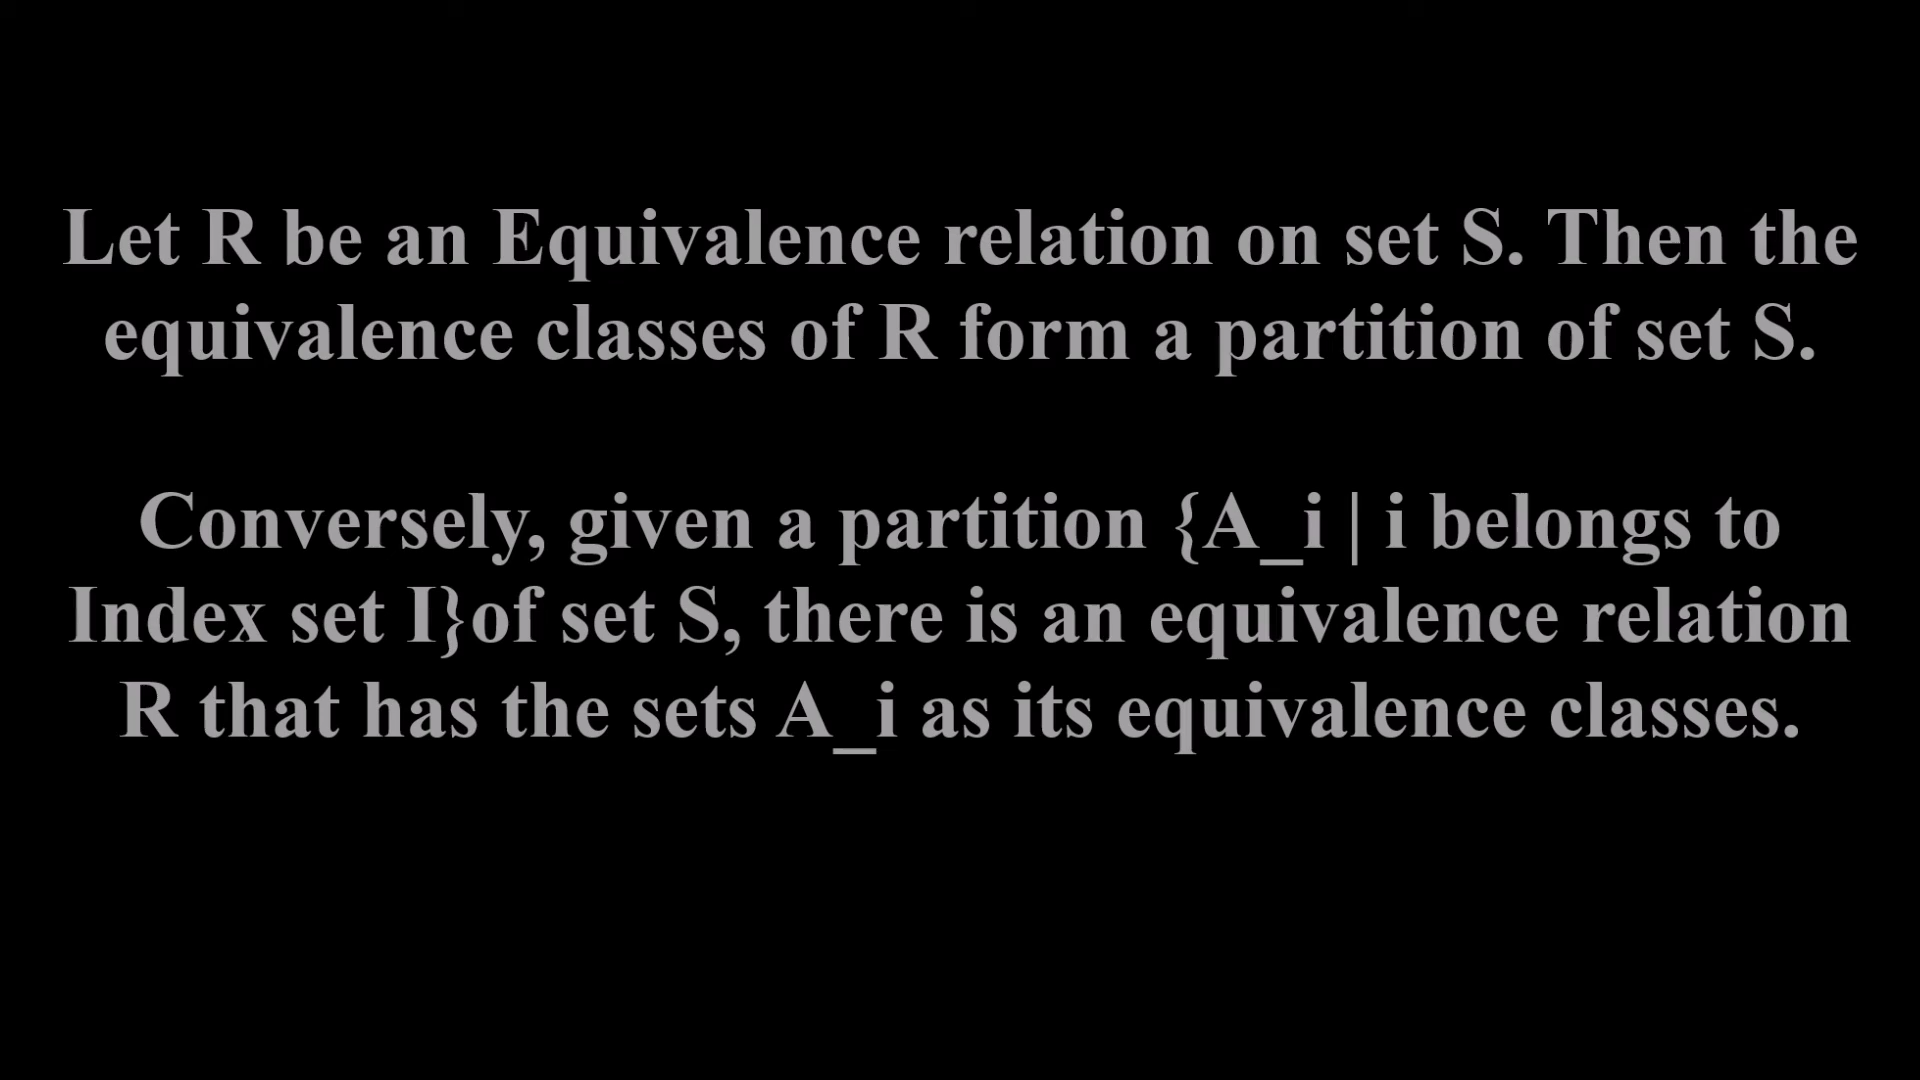 Let R be an Equivalence relation on set S. Then the
equivalence classes of R form a partition of set S.
Conversely, given a partition {A_i | i belongs to
Index set I}of set S, there is an equivalence relation
R that has the sets A_i as its equivalence classes.